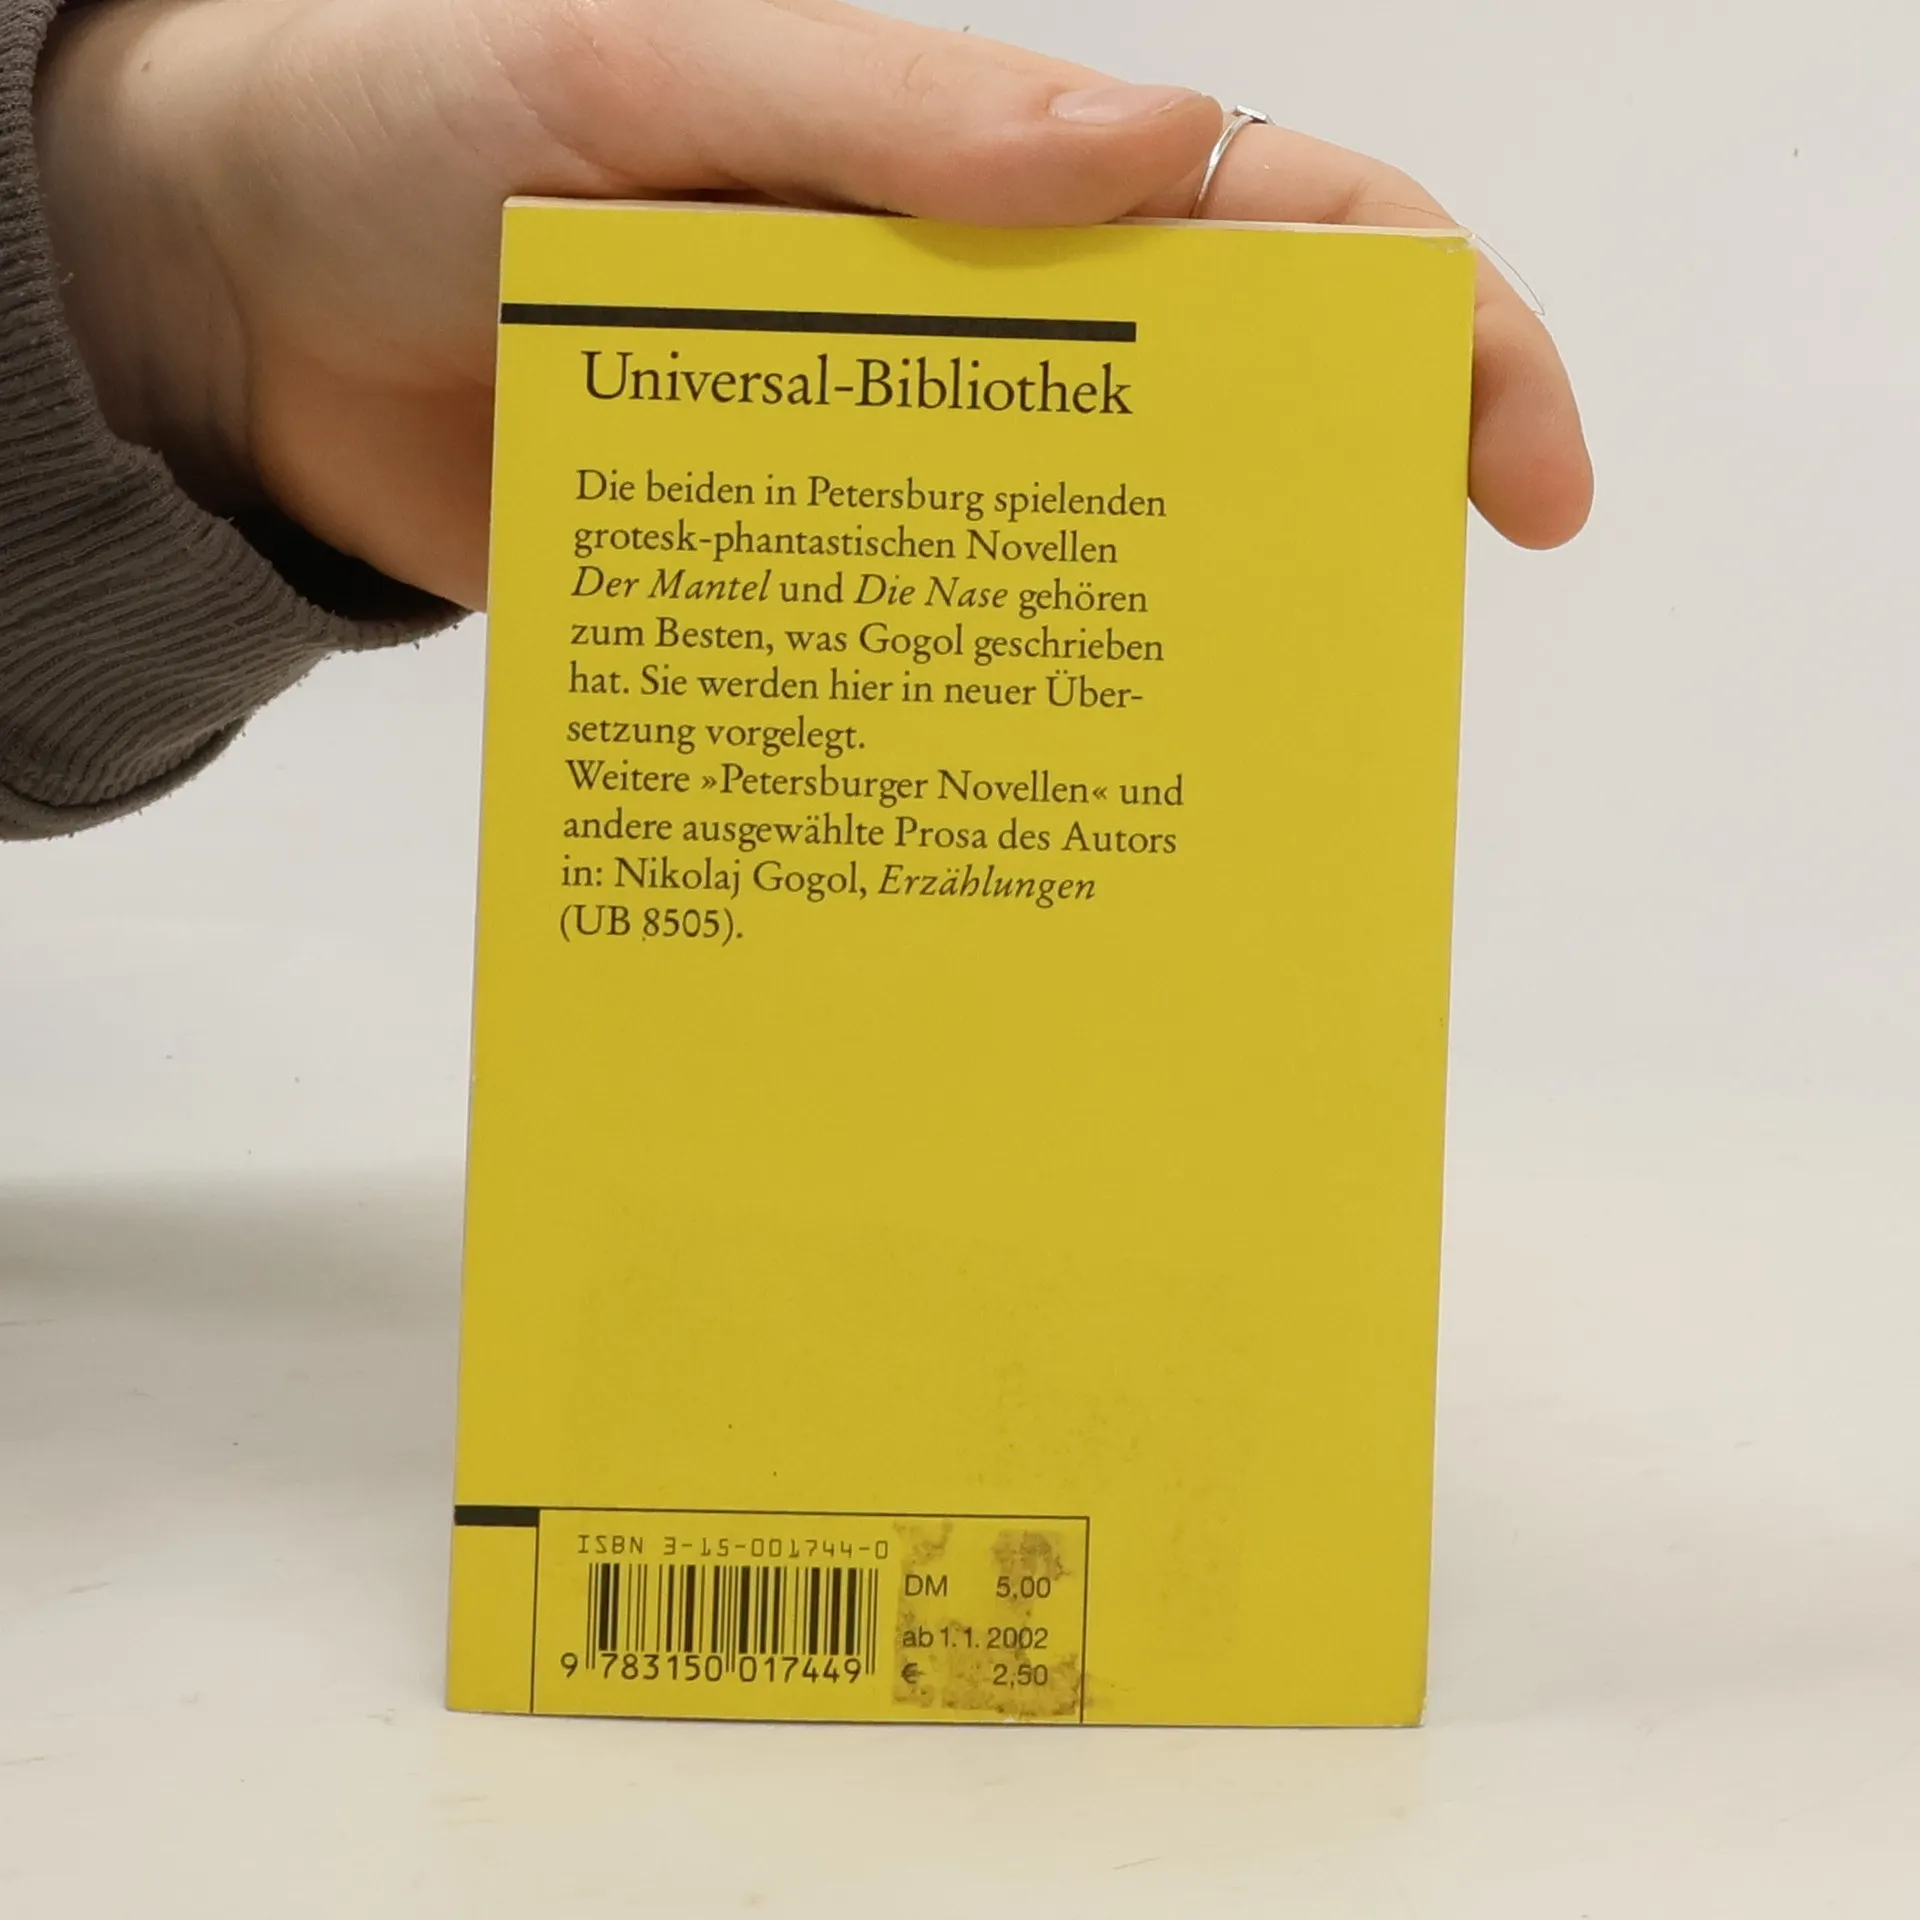 Universal-Bibliothek
Die beiden in Petersburg spielenden
grotesk-phantastischen Novellen
Der Mantel und Die Nase gehören
zum Besten, was Gogol geschrieben
hat. Sie werden hier in neuer Über-
setzung vorgelegt.
Weitere »Petersburger Novellen« und
andere ausgewählte Prosa des Autors
in: Nikolaj Gogol, Erzählungen
(UB 8505).
ISBN 3-15-001744-0
9 783150 017449
DM 5,00
ab 1.1.2002
€ 2,50